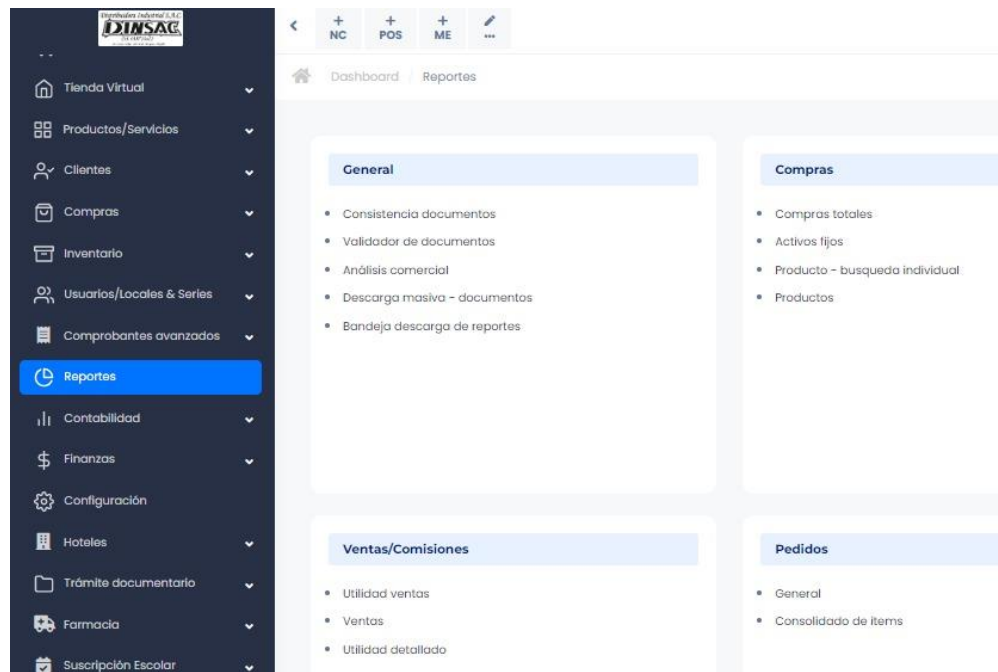 Distribuidora Industrial S.A.C.
DINSAC
NC
POS
ME
...
Dashboard / Reportes
Tienda Virtual
Productos/Servicios
Clientes
Compras
Inventario
Usuarios/Locales & Series
Comprobantes avanzados
Reportes
Contabilidad
Finanzas
Configuración
Hoteles
Trámite documentario
Farmacia
Suscripción Escolar
General
Consistencia documentos
Validador de documentos
Análisis comercial
Descarga masiva - documentos
Bandeja descarga de reportes
Compras
Compras totales
Activos fijos
Producto - busqueda individual
Productos
Ventas/Comisiones
Utilidad ventas
Ventas
Utilidad detallado
Pedidos
General
Consolidado de items